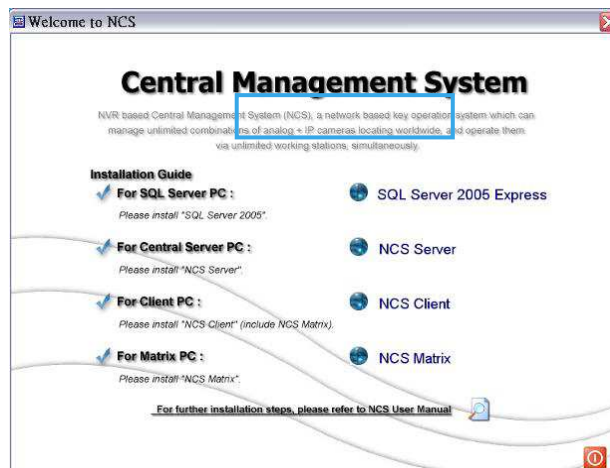 Welcome to NCS
Central Management System
NVR based Central Management System (NCS), a network based key operation system which can
manage unlimited combinations of analog + IP cameras locating worldwide, and operate them
via unlimited working stations, simultaneously.
Installation Guide
For SQL Server PC :
SQL Server 2005 Express
Please install "SQL Server 2005".
For Central Server PC :
NCS Server
Please install "NCS Server".
For Client PC :
NCS Client
Please install "NCS Client" (include NCS Matrix).
For Matrix PC :
NCS Matrix
Please install "NCS Matrix".
For further installation steps, please refer to NCS User Manual